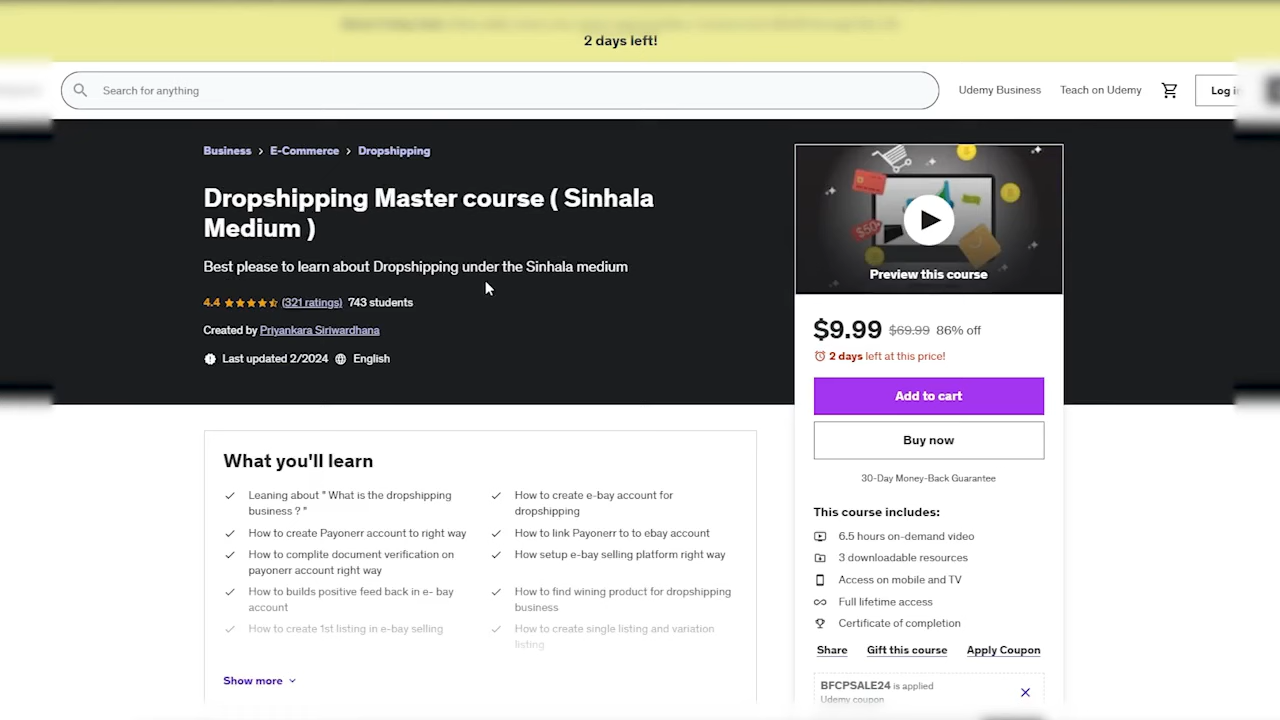 2 days left!
Search for anything
Udemy Business
Teach on Udemy
Log i
Business > E-Commerce > Dropshipping
Dropshipping Master course ( Sinhala
Medium )
Best please to learn about Dropshipping under the Sinhala medium
4.4 (321 ratings) 743 students
Created by Priyankara Siriwardhana
Last updated 2/2024 English
Preview this course
$9.99 $69.99 86% off
2 days left at this price!
Add to cart
Buy now
30-Day Money-Back Guarantee
This course includes:
6.5 hours on-demand video
3 downloadable resources
Access on mobile and TV
Full lifetime access
Certificate of completion
Share Gift this course Apply Coupon
BFCPSALE24 is applied
Udemy coupon
What you'll learn
Leaning about " What is the dropshipping
business ? "
How to create e-bay account for
dropshipping
How to create Payonerr account to right way
How to link Payonerr to to ebay account
How to complite document verification on
payonerr account right way
How setup e-bay selling platform right way
How to builds positive feed back in e- bay
account
How to find wining product for dropshipping
business
How to create 1st listing in e-bay selling
How to create single listing and variation
listing
Show more